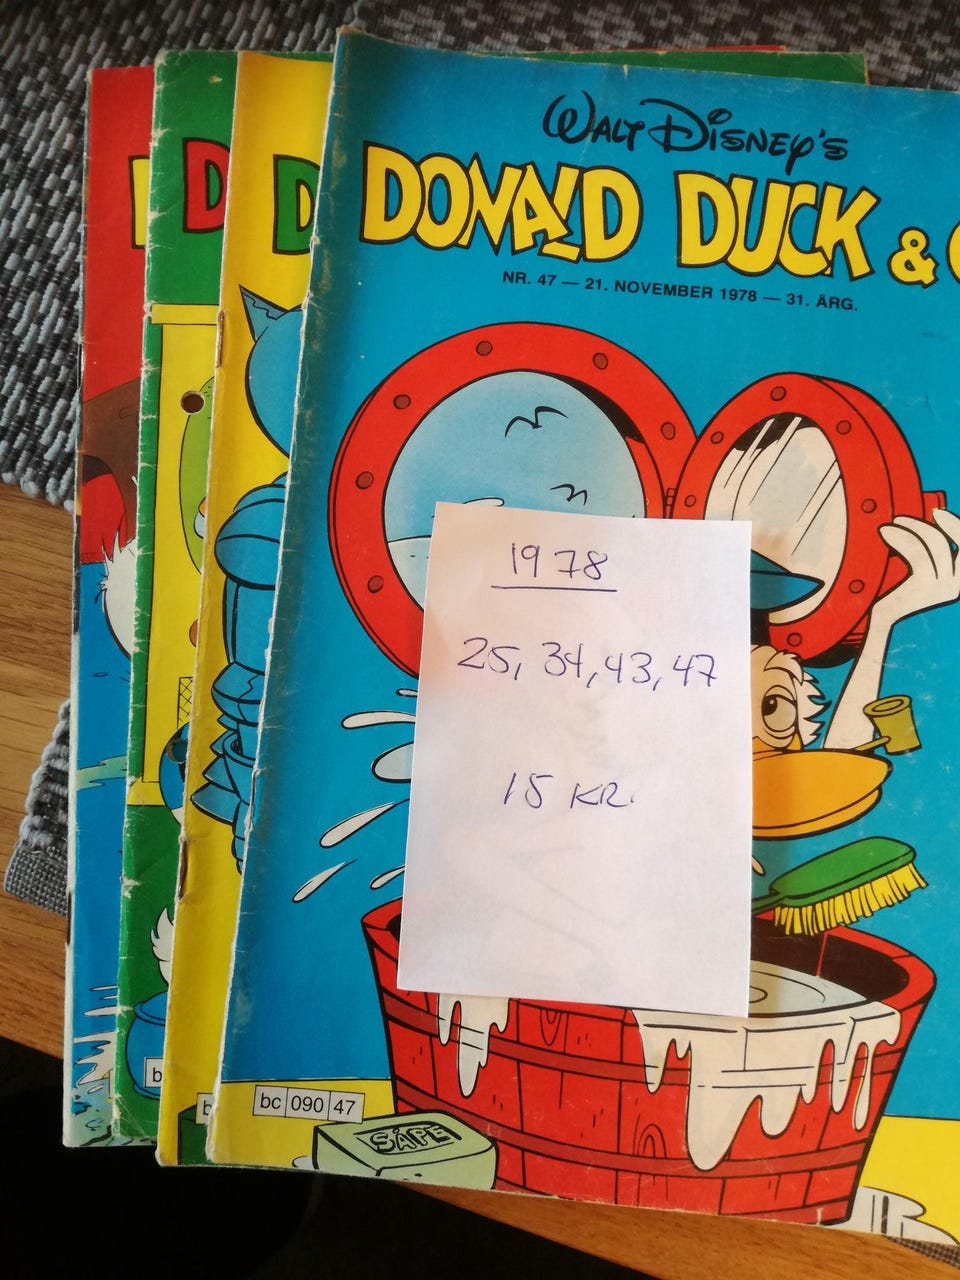 WALT DISNEY'S
DONALD DUCK &
NR. 47 — 21. NOVEMBER 1978 — 31. ÅRG.
D
D
1978
25, 34, 43, 47
15 KR.
bc 090 47
b
b
SÅPE